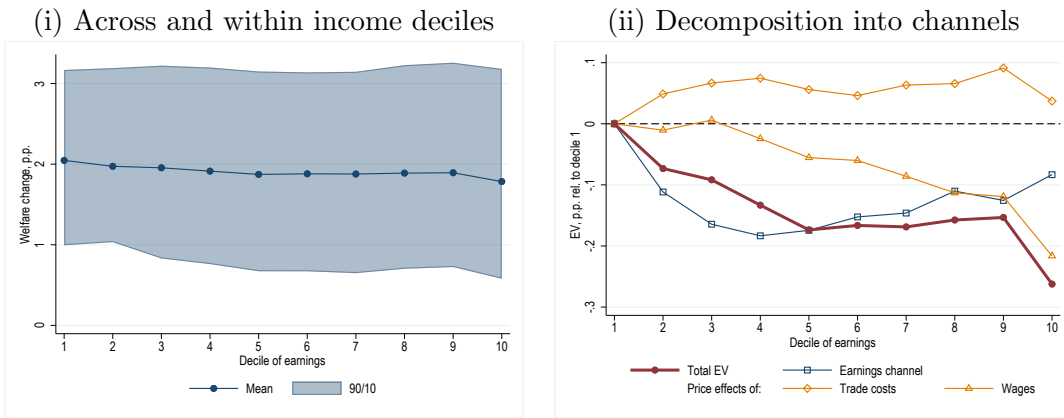 (i) Across and within income deciles
Welfare change, p.p.
3
2
1
0
1 2 3 4 5 6 7 8 9 10
Decile of earnings
Mean 90/10
(ii) Decomposition into channels
EV, p.p. rel. to decile 1
.1
0
-.1
-.2
-.3
1 2 3 4 5 6 7 8 9 10
Decile of earnings
Total EV Earnings channel
Price effects of: Trade costs Wages